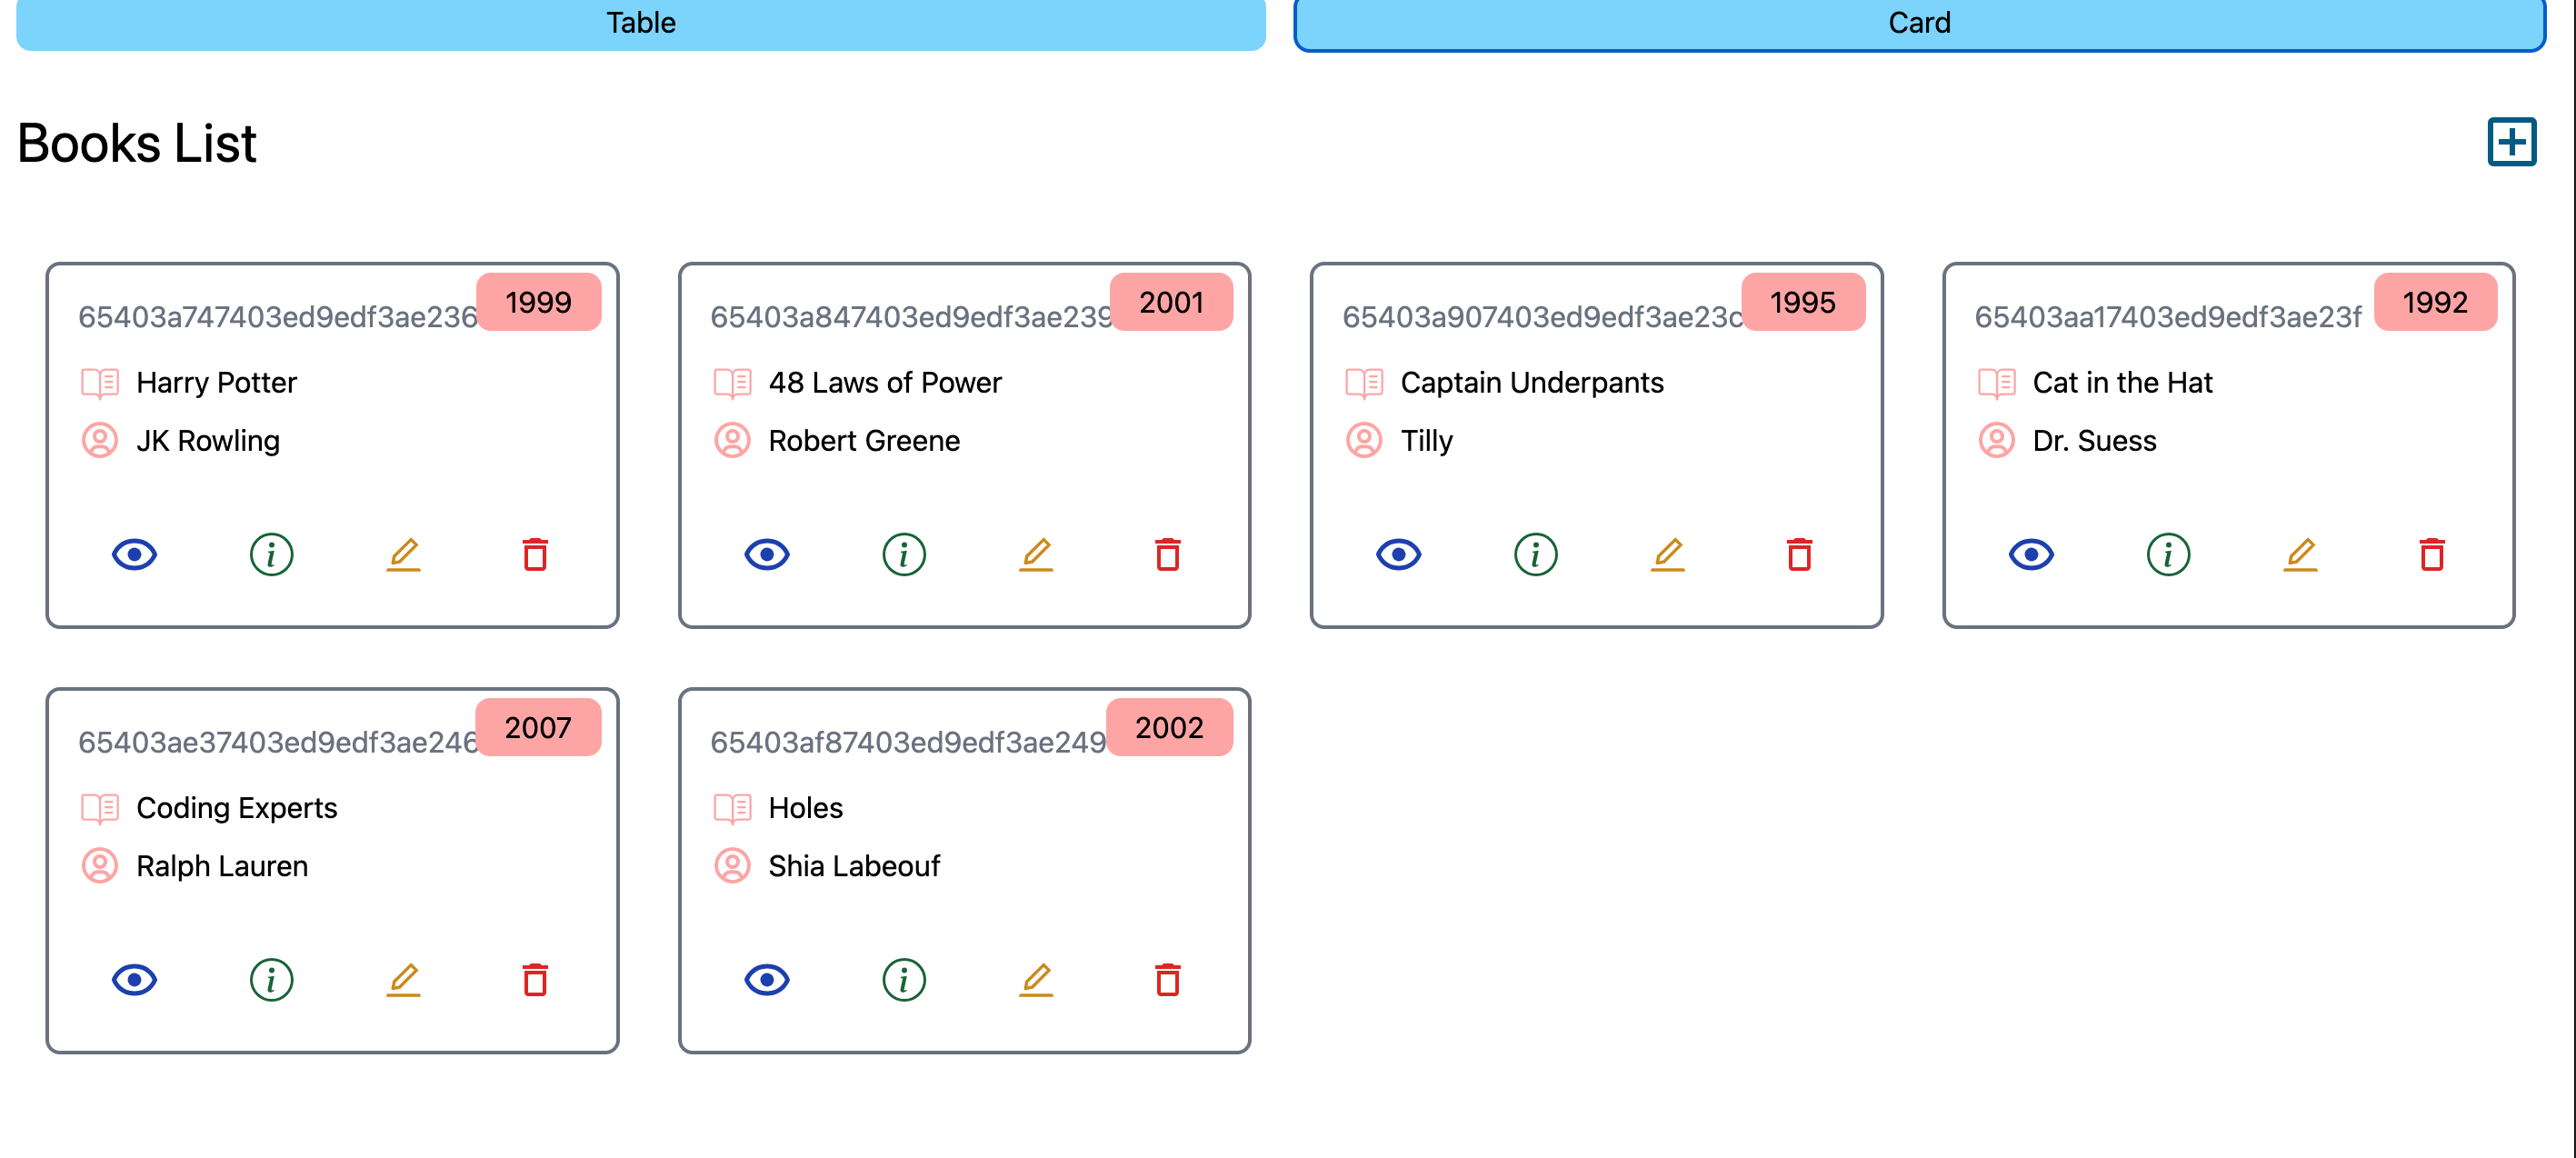 Table
Card
Books List
65403a747403ed9edf3ae236
1999
Harry Potter
JK Rowling
65403a847403ed9edf3ae239
2001
48 Laws of Power
Robert Greene
65403a907403ed9edf3ae23c
1995
Captain Underpants
Tilly
65403aa17403ed9edf3ae23f
1992
Cat in the Hat
Dr. Suess
65403ae37403ed9edf3ae246
2007
Coding Experts
Ralph Lauren
65403af87403ed9edf3ae249
2002
Holes
Shia Labeouf